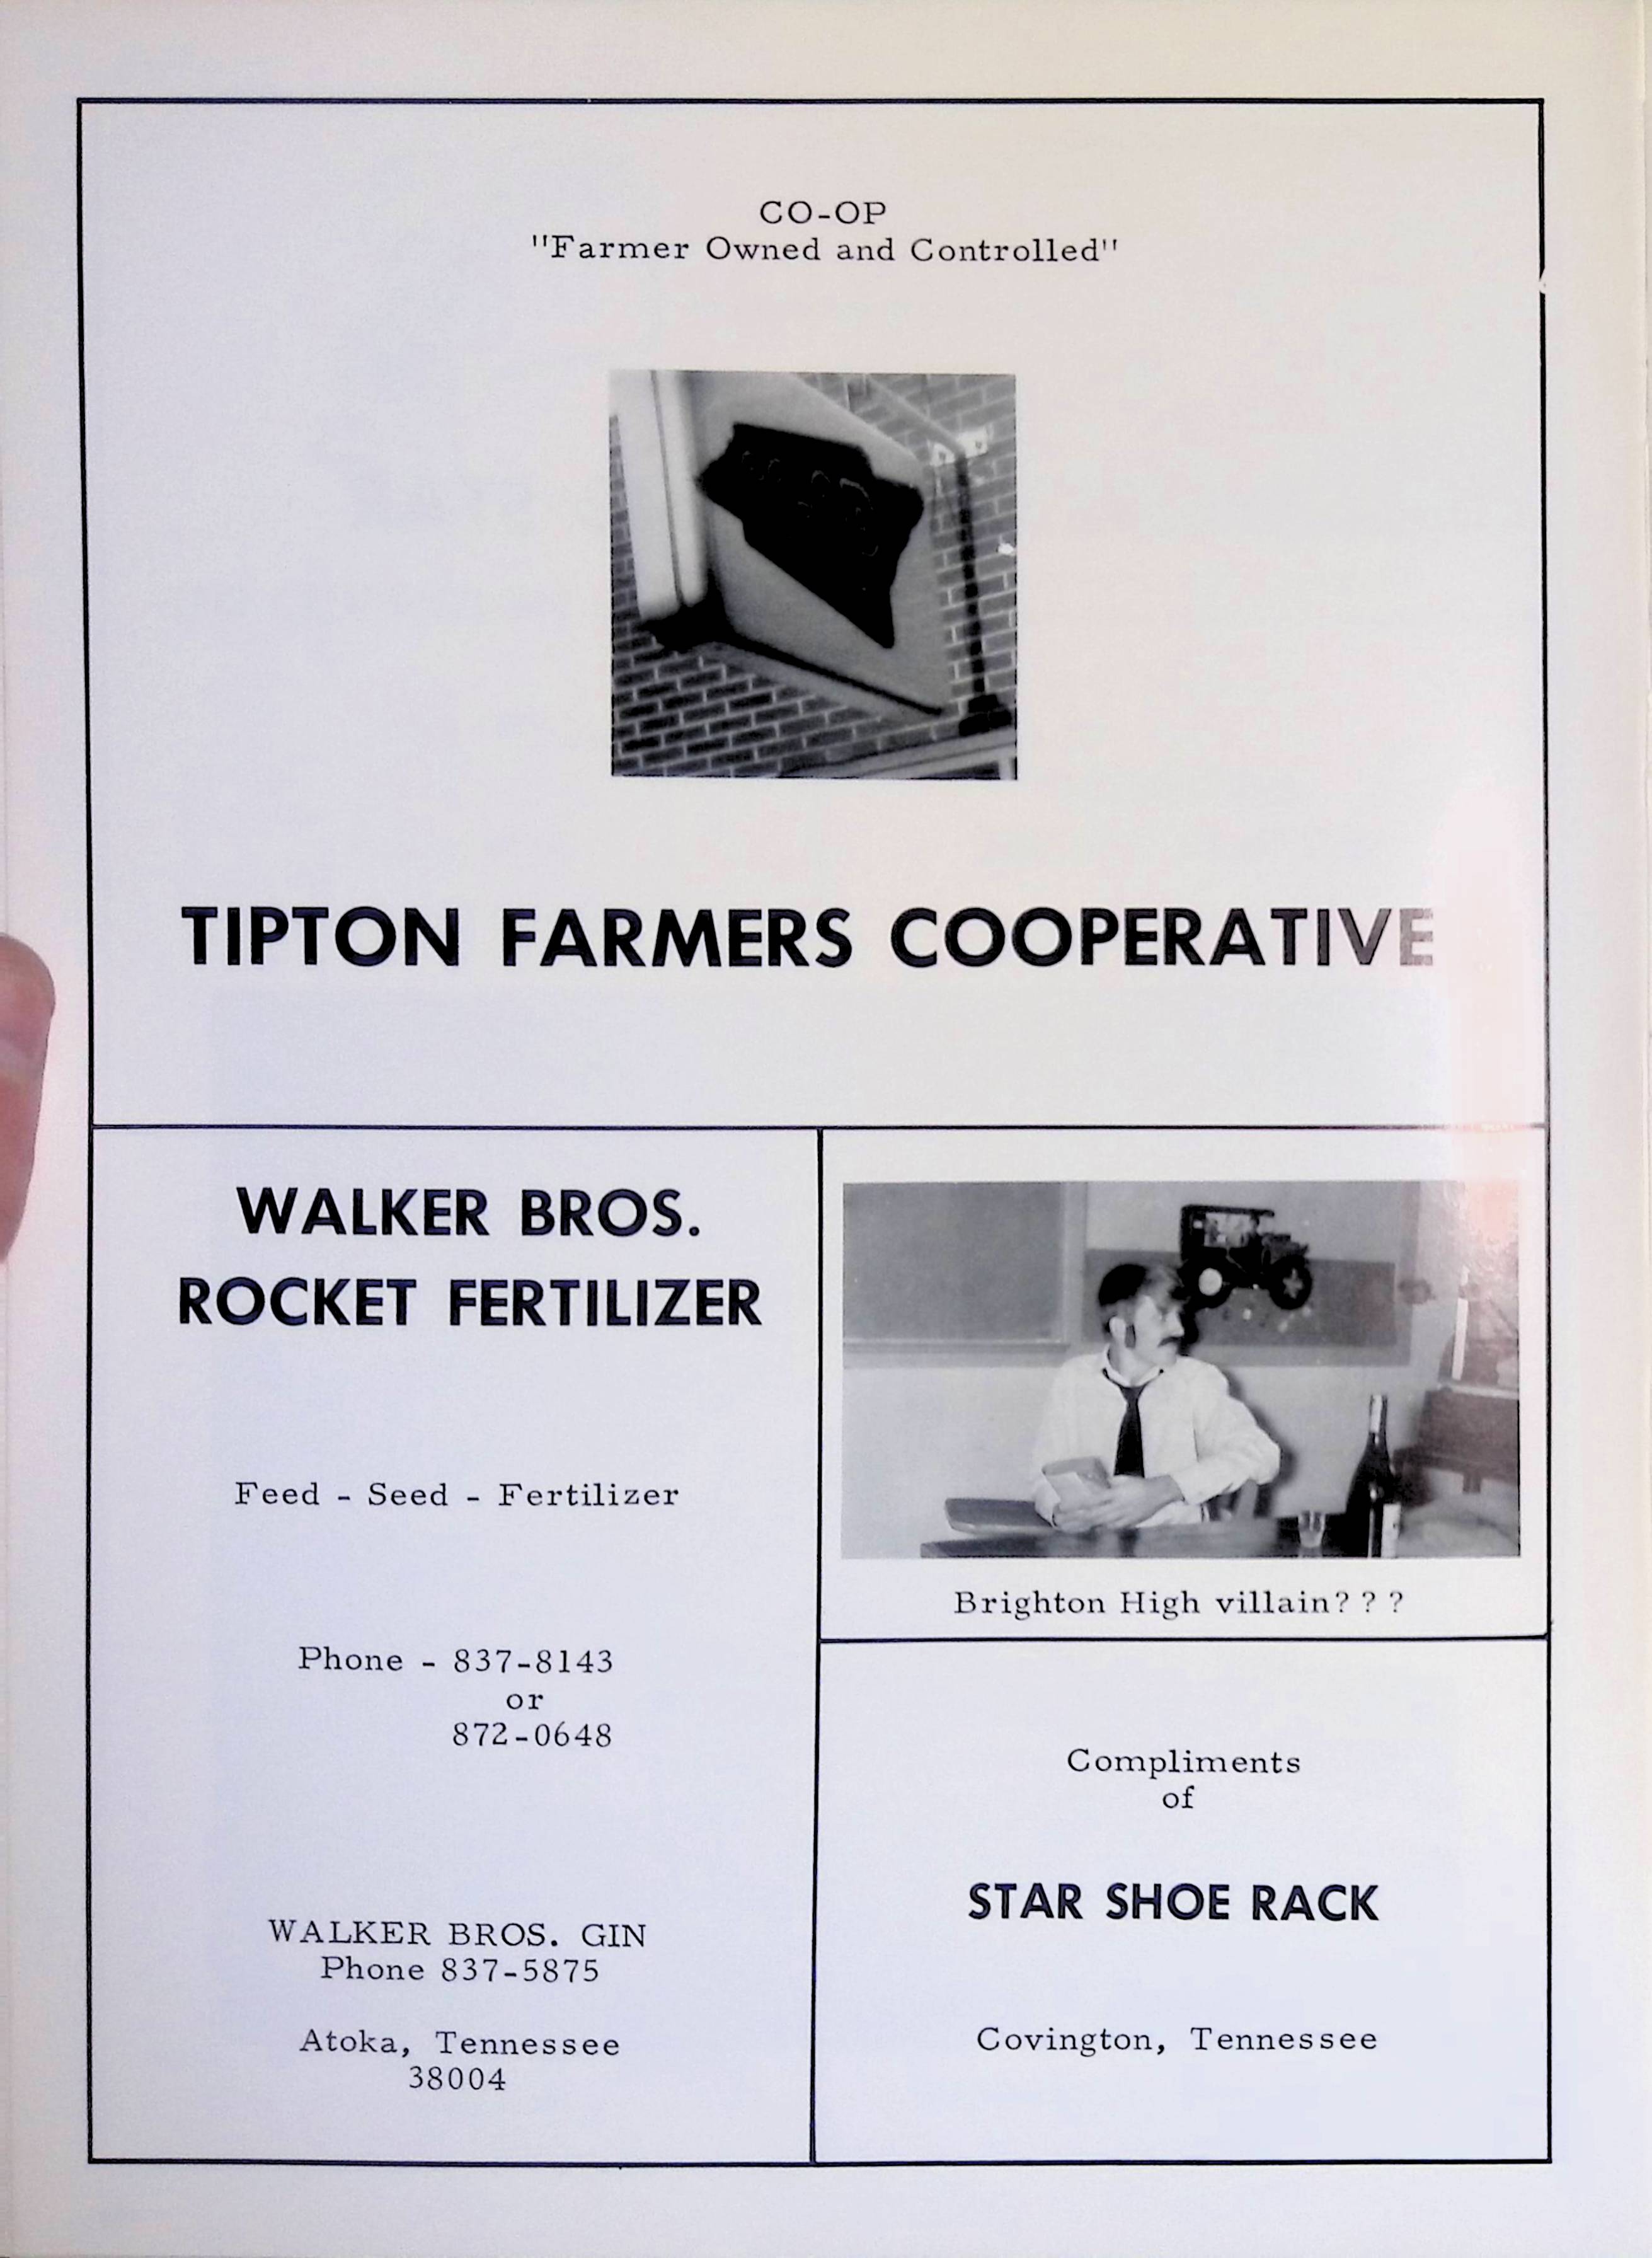 CO-OP
"Farmer Owned and Controlled"
TIPTON FARMERS COOPERATIVE
WALKER BROS.
ROCKET FERTILIZER
Feed - Seed - Fertilizer
Phone - 837-8143
or
872-0648
WALKER BROS. GIN
Phone 837-5875
Atoka, Tennessee
38004
Brighton High villain? ? ?
Compliments
of
STAR SHOE RACK
Covington, Tennessee